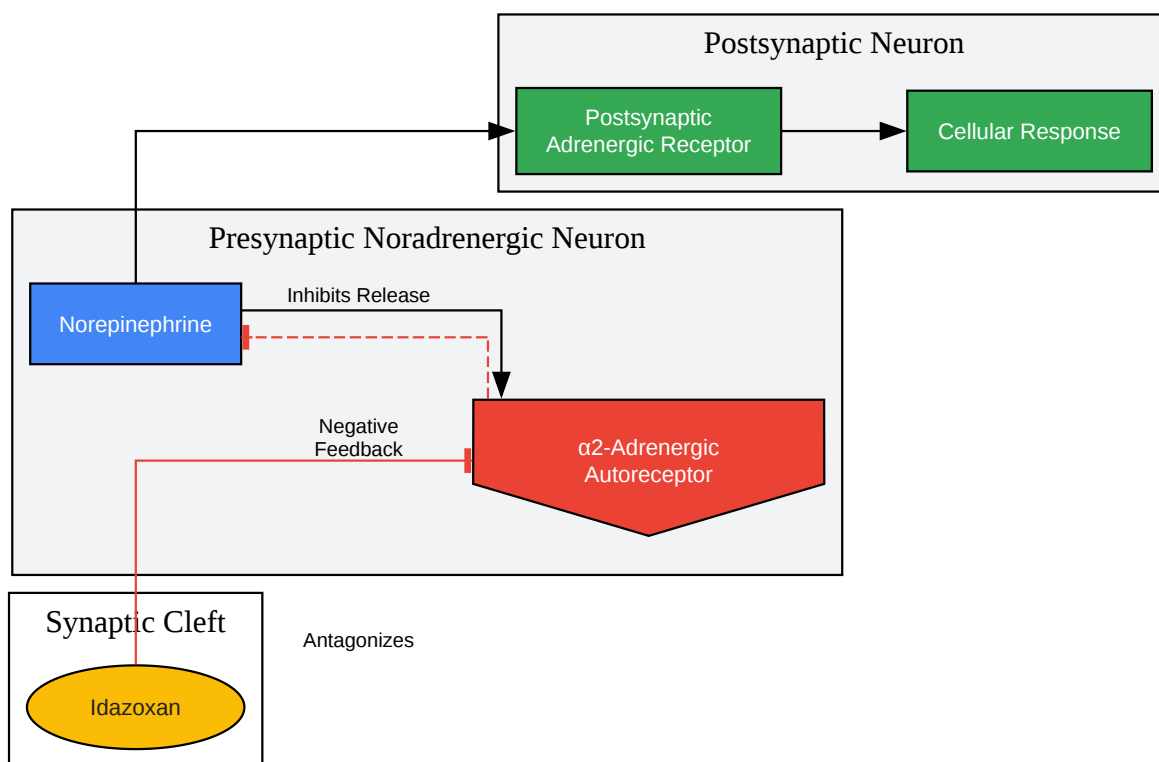 Postsynaptic Neuron
Postsynaptic
Adrenergic Receptor
Cellular Response
Presynaptic Noradrenergic Neuron
Inhibits Release
Norepinephrine
Negative
Feedback
α2-Adrenergic
Autoreceptor
Synaptic Cleft
Antagonizes
Idazoxan